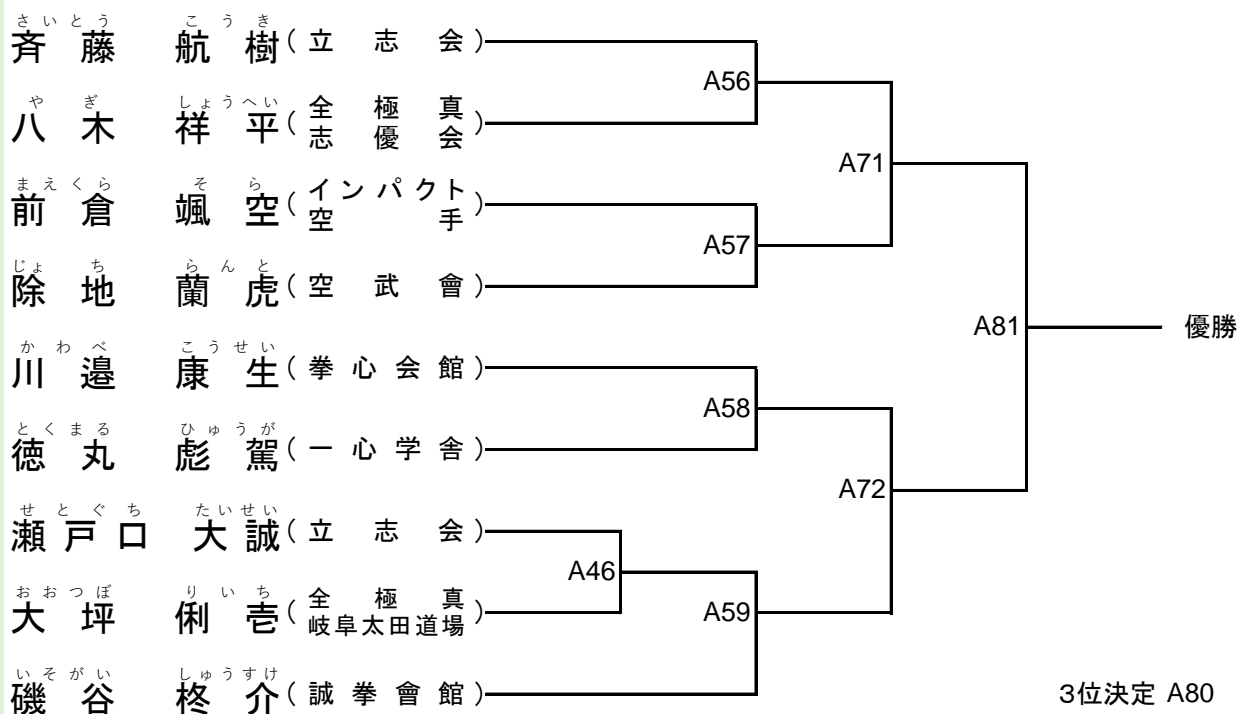 さいとう こうき
斉藤 航樹(立志会)
A56
やぎ しょうへい
八木 祥平(全極真志優会)
A71
まえくら そら
前倉 颯空(インパクト空手)
A57
じょち らんと
除地 蘭虎(空武會)
A81 優勝
かわべ こうせい
川邉 康生(拳心会館)
A58
とくまる ひゅうが
徳丸 彪駕(一心学舎)
A72
せとぐち たいせい
瀬戸口 大誠(立志会)
A46
おおつぼ りいち
大坪 俐壱(全極真岐阜太田道場)
A59
いそがい しゅうすけ
磯谷 柊介(誠拳會館)
3位決定 A80